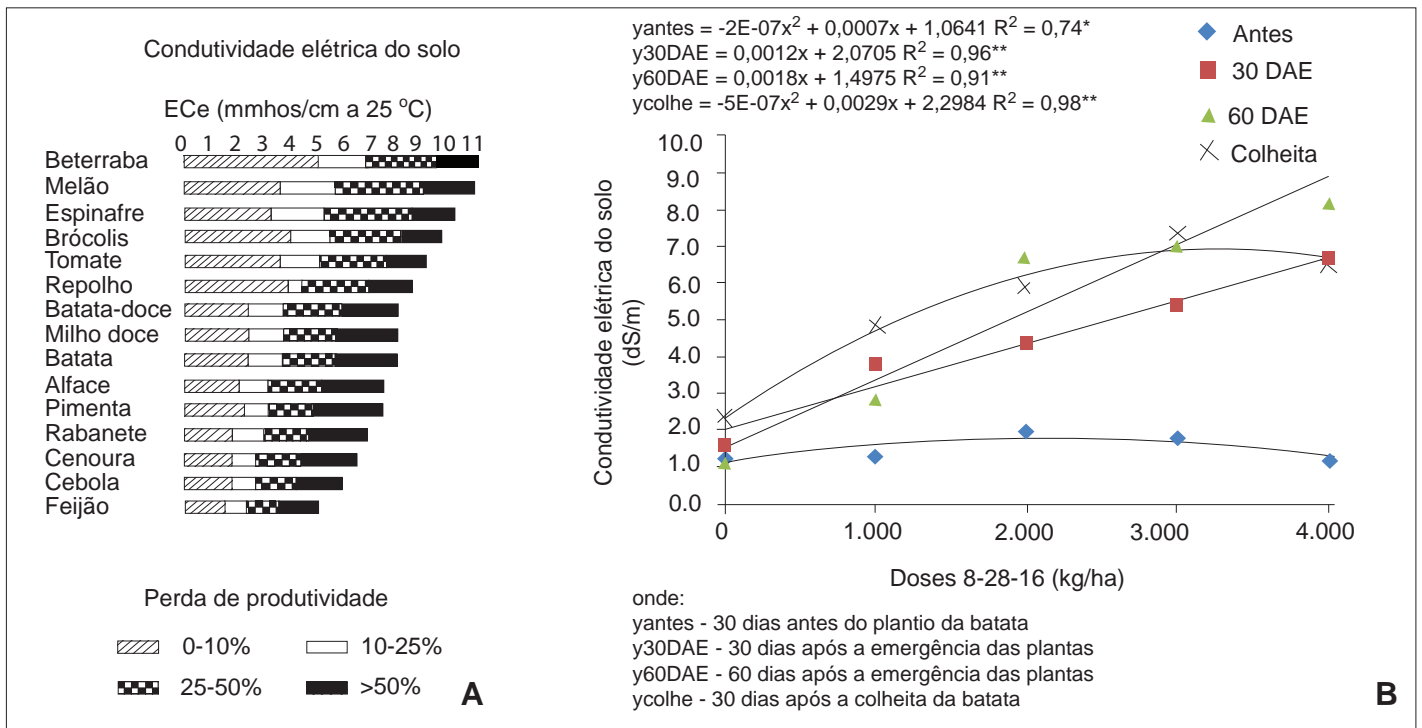 Condutividade elétrica do solo
ECe (mmhos/cm a 25 °C)
0 1 2 3 4 5 6 7 8 9 10 11
Beterraba
Melão
Espinafre
Brócolis
Tomate
Repolho
Batata-doce
Milho doce
Batata
Alface
Pimenta
Rabanete
Cenoura
Cebola
Feijão
Perda de produtividade
0-10% 10-25%
25-50% >50%
A
yantes = -2E-07x² + 0,0007x + 1,0641 R² = 0,74*
y30DAE = 0,0012x + 2,0705 R² = 0,96**
y60DAE = 0,0018x + 1,4975 R² = 0,91**
ycolhe = -5E-07x² + 0,0029x + 2,2984 R² = 0,98**
Antes
30 DAE
60 DAE
Colheita
Condutividade elétrica do solo
(dS/m)
10.0
9.0
8.0
7.0
6.0
5.0
4.0
3.0
2.0
1.0
0.0
0 1.000 2.000 3.000 4.000
Doses 8-28-16 (kg/ha)
onde:
yantes - 30 dias antes do plantio da batata
y30DAE - 30 dias após a emergência das plantas
y60DAE - 60 dias após a emergência das plantas
ycolhe - 30 dias após a colheita da batata
B